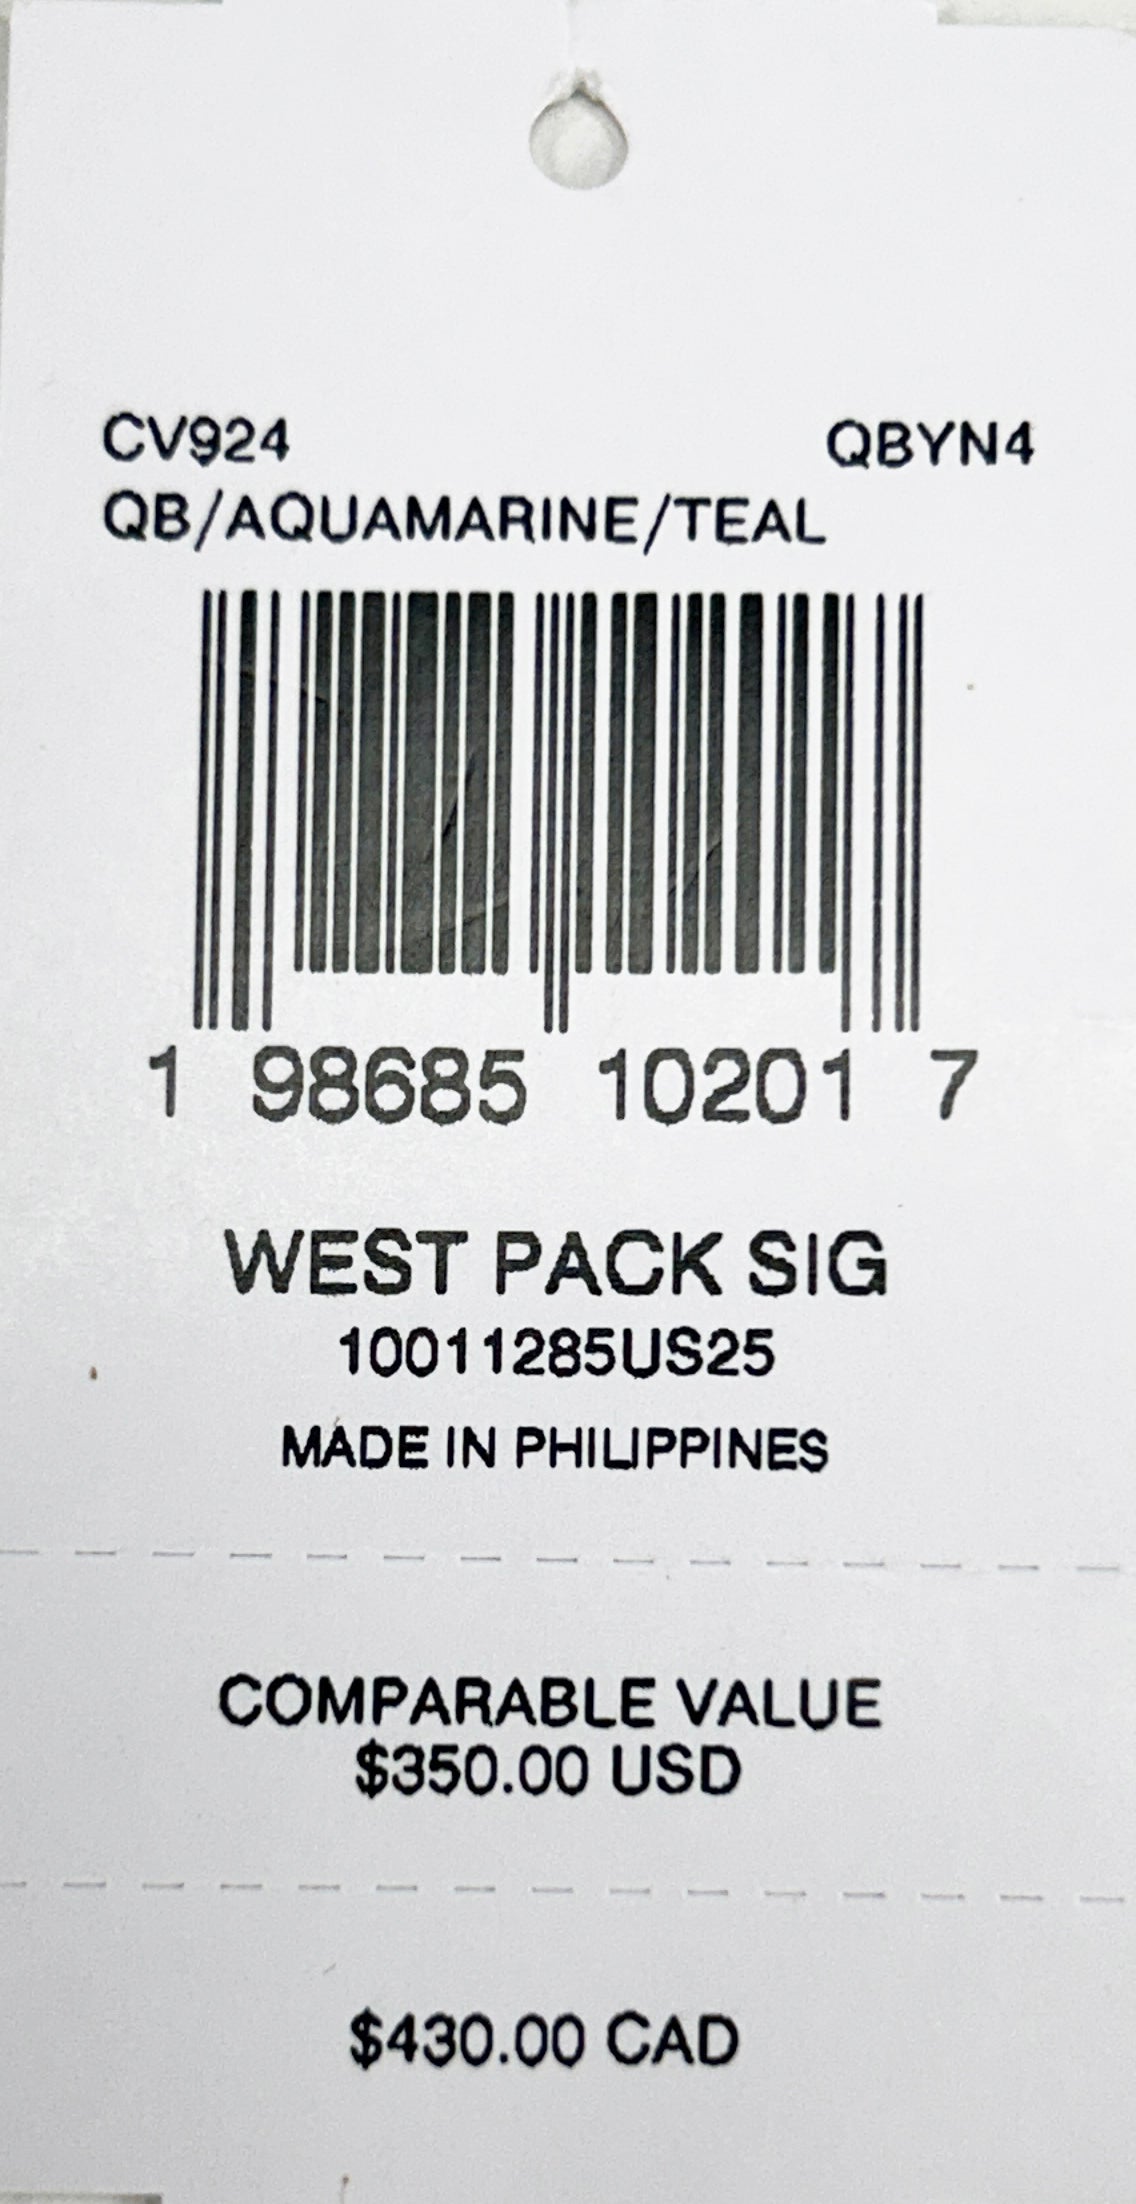 CV924 QBYN4
QB/AQUAMARINE/TEAL
1 98685 10201 7
WEST PACK SIG
10011285US25
MADE IN PHILIPPINES
COMPARABLE VALUE
$350.00 USD
$430.00 CAD